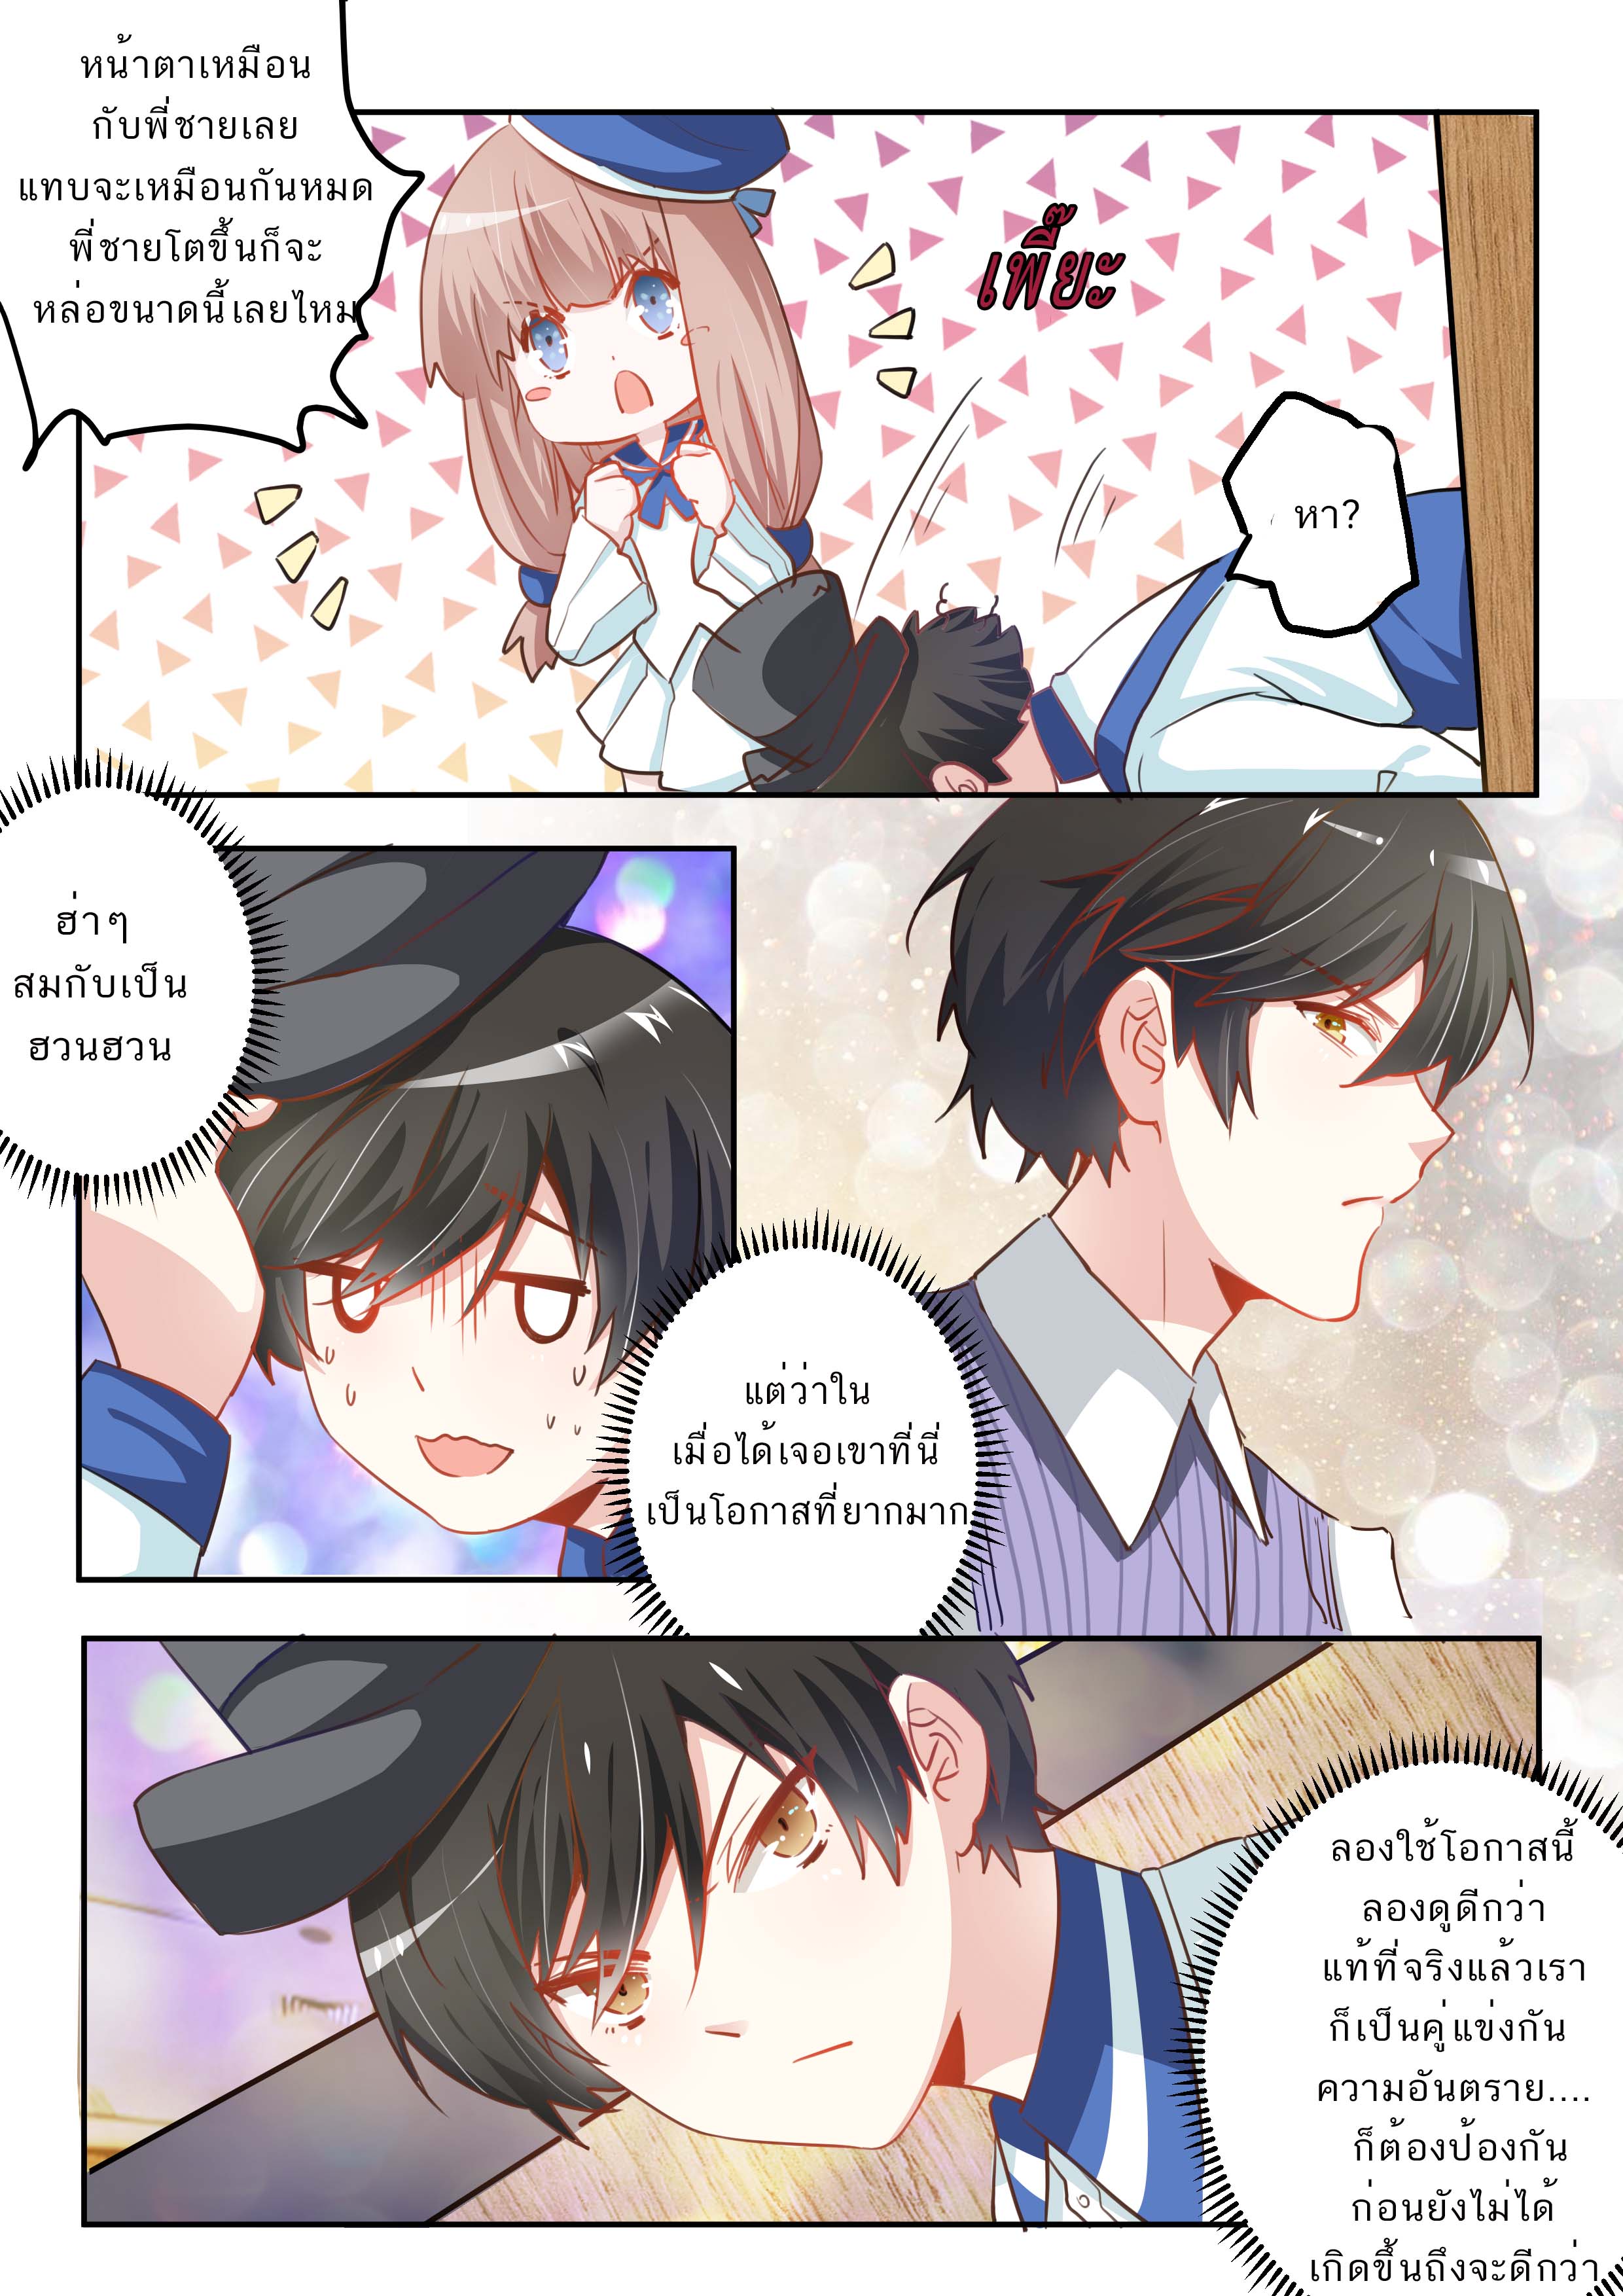 หน้าตาเหมือน
กับพี่ชายเลย
แทบจะเหมือนกันหมด
พี่ชายโตขึ้นก็จะ
หล่อขนาดนี้เลยไหม
เพี๊ยะ
หา?
ฮ่าๆ
สมกับเป็น
ฮวนฮวน
แต่ว่าใน
เมื่อได้เจอเขาที่นี่
เป็นโอกาสที่ยากมาก
ลองใช้โอกาสนี้
ลองดูดีกว่า
แท้ที่จริงแล้วเรา
ก็เป็นคู่แข่งกัน
ความอันตราย....
ก็ต้องป้องกัน
ก่อนยังไม่ได้
เกิดขึ้นถึงจะดีกว่า